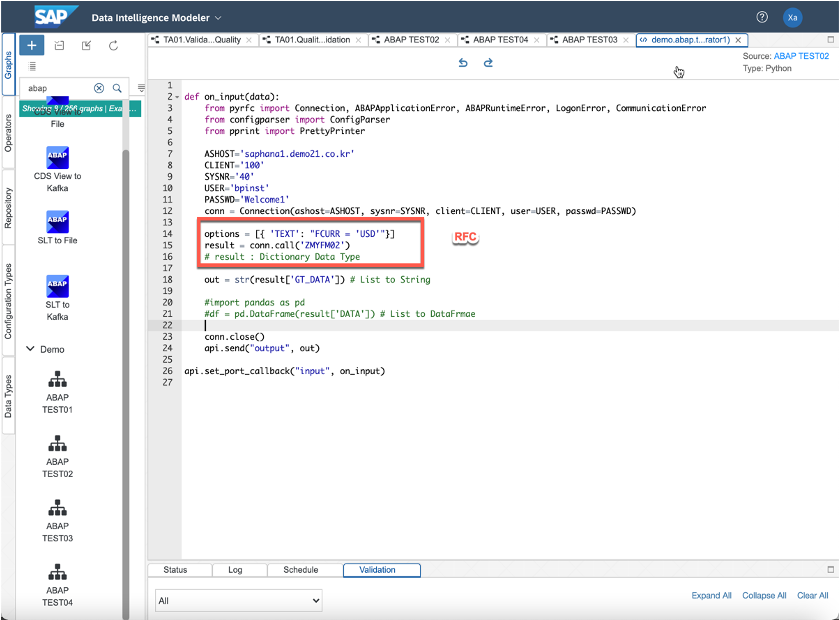 SAP Data Intelligence Modeler
Xa
TA01.Valida...Quality
TA01.Qualit...idation
ABAP TEST02
ABAP TEST04
ABAP TEST03
demo.abap.t...rator1)
Source: ABAP TEST02
Type: Python
Graphs
Operators
Repository
Configuration Types
Data Types
abap
CDS View to
File
ABAP
CDS View to
Kafka
ABAP
SLT to File
ABAP
SLT to
Kafka
Demo
ABAP
TEST01
ABAP
TEST02
ABAP
TEST03
ABAP
TEST04
1
2 def on_input(data):
3 from pyrfc import Connection, ABAPApplicationError, ABAPRuntimeError, LogonError, CommunicationError
4 from configparser import ConfigParser
5 from pprint import PrettyPrinter
6
7 ASHOST='saphana1.demo21.co.kr'
8 CLIENT='100'
9 SYSNR='40'
10 USER='bpinst'
11 PASSWD='Welcome1'
12 conn = Connection(ashost=ASHOST, sysnr=SYSNR, client=CLIENT, user=USER, passwd=PASSWD)
13
14 options = [{ 'TEXT': "FCURR = 'USD'"}]
15 result = conn.call('ZMYFM02')
16 # result : Dictionary Data Type
RFC
17
18 out = str(result['GT_DATA']) # List to String
19
20 #import pandas as pd
21 #df = pd.DataFrame(result['DATA']) # List to DataFrmae
22
23 conn.close()
24 api.send("output", out)
25
26 api.set_port_callback("input", on_input)
27
Status
Log
Schedule
Validation
All
Expand All
Collapse All
Clear All